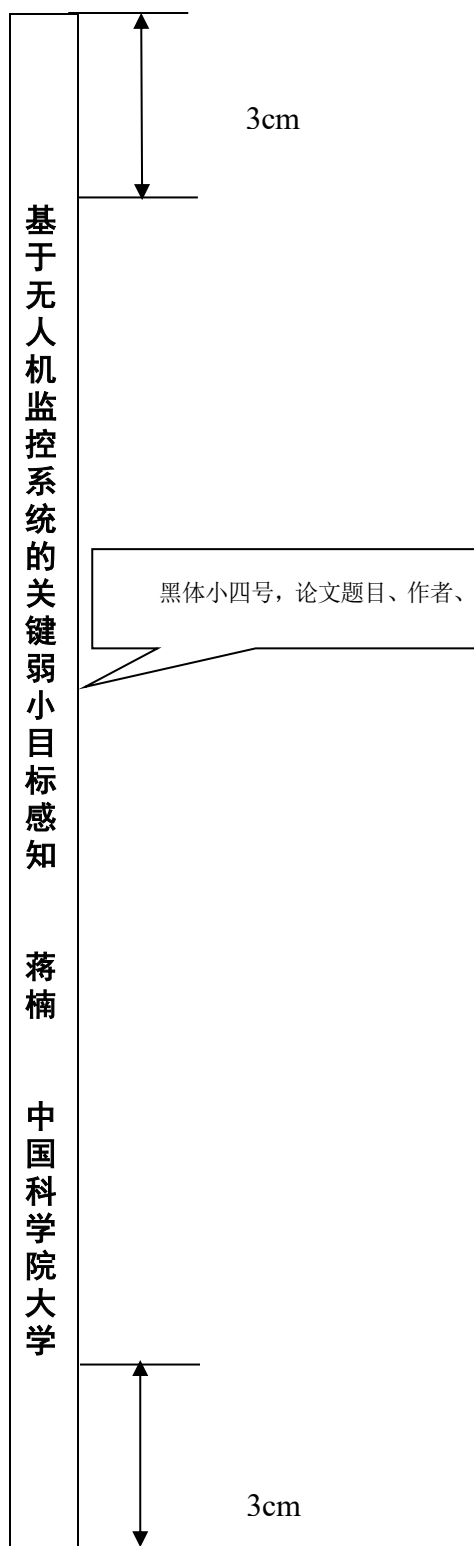 3cm
基于无人机监控系统的关键弱小目标感知
蒋楠
中国科学院大学
黑体小四号，论文题目、作者、
3cm